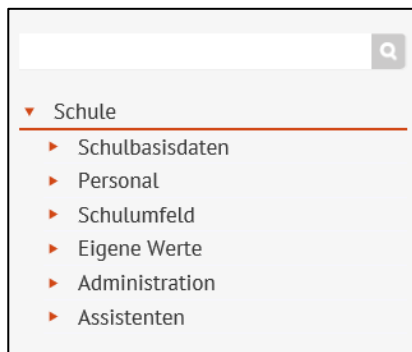 Schule
Schulbasisdaten
Personal
Schulumfeld
Eigene Werte
Administration
Assistenten